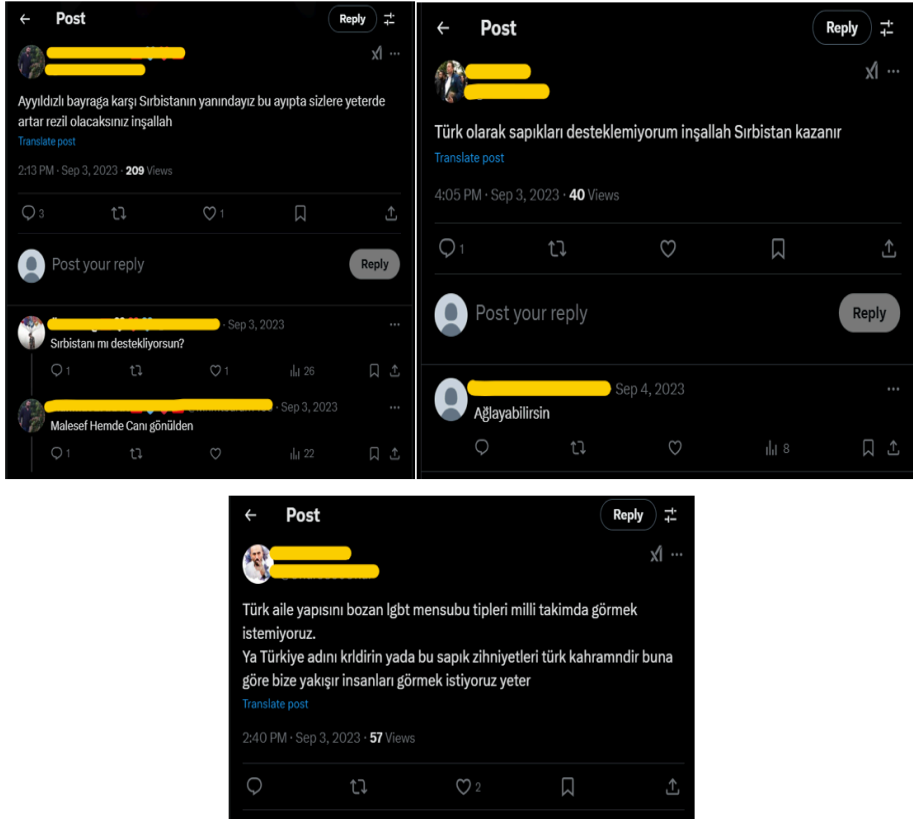 Post
Reply
Ayyıldızlı bayraga karşı Sırbistanın yanındayız bu ayıpta sizlere yeterde
artar rezil olacaksınız inşallah
Translate post
2:13 PM · Sep 3, 2023 · 209 Views
3
1
Post your reply
Reply
· Sep 3, 2023
Sırbistanı mı destekliyorsun?
1
1
26
· Sep 3, 2023
Malesef Hemde Canı gönülden
1
22
Post
Reply
Türk olarak sapıkları desteklemiyorum inşallah Sırbistan kazanır
Translate post
4:05 PM · Sep 3, 2023 · 40 Views
1
Post your reply
Reply
Sep 4, 2023
Ağlayabilirsin
8
Post
Reply
Türk aile yapısını bozan lgbt mensubu tipleri milli takimda görmek
istemiyoruz.
Ya Türkiye adını krldirin yada bu sapık zihniyetleri türk kahramndir buna
göre bize yakışır insanları görmek istiyoruz yeter
Translate post
2:40 PM · Sep 3, 2023 · 57 Views
2